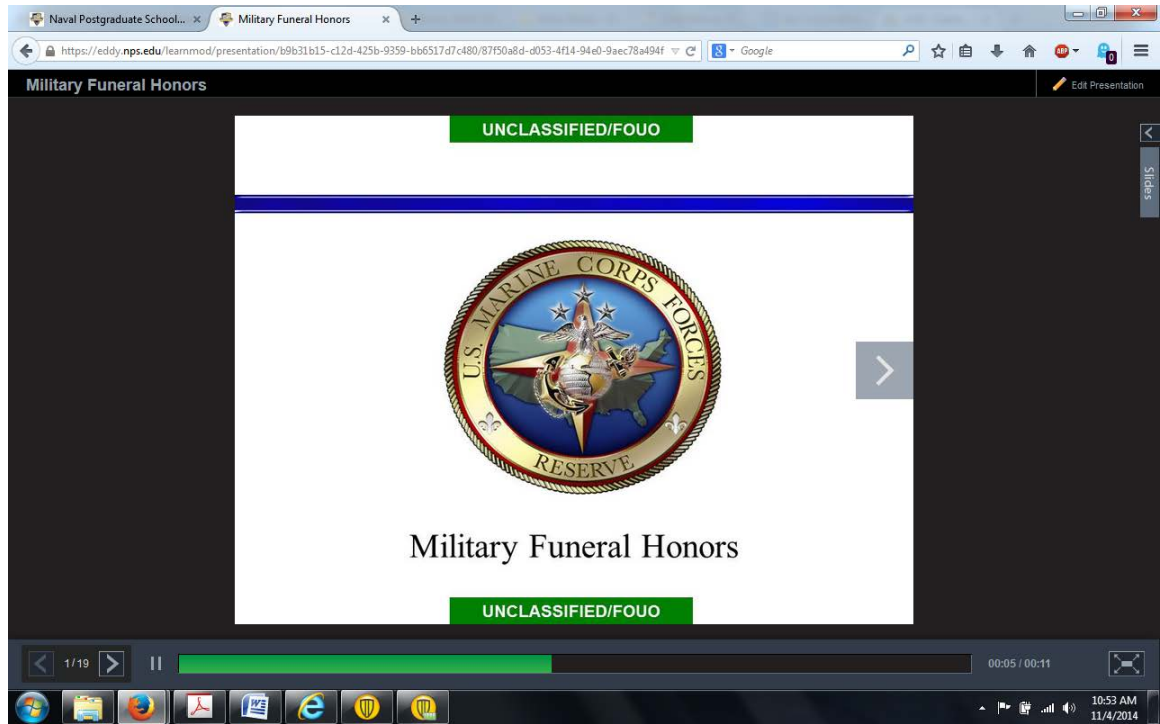 Naval Postgraduate School...
Military Funeral Honors
https://eddy.nps.edu/learnmod/presentation/b9b31b15-c12d-425b-9359-bb6517d7c480/87f50a8d-d053-4f14-94e0-9aec78a494f
Google
ABP
0
Military Funeral Honors
Edit Presentation
UNCLASSIFIED/FOUO
Slides
U.S. MARINE CORPS FORCES
RESERVE
Military Funeral Honors
UNCLASSIFIED/FOUO
1/19
00:05 / 00:11
10:53 AM
11/4/2014